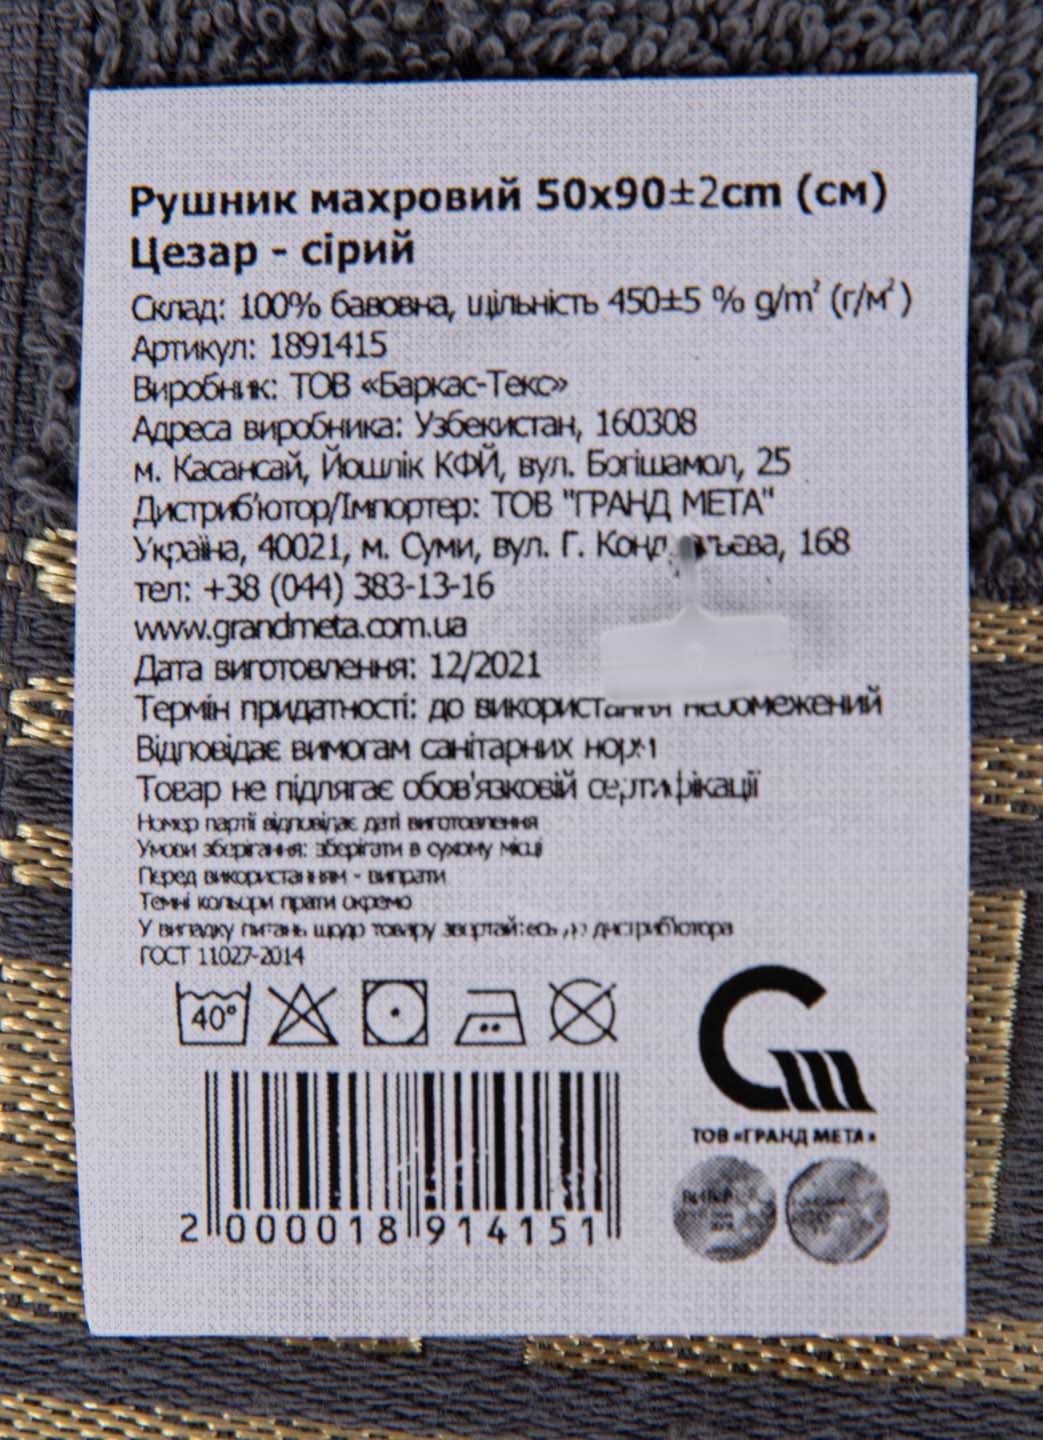 Рушник махровий 50х90±2cm (см)
Цезар - сірий
Склад: 100% бавовна, щільність 450±5 % g/m² (г/м²)
Артикул: 1891415
Виробник: ТОВ «Баркас-Текс»
Адреса виробника: Узбекистан, 160308
м. Касансай, Йошлік КФЙ, вул. Богішамол, 25
Дистриб'ютор/Імпортер: ТОВ "ГРАНД МЕТА"
Україна, 40021, м. Суми, вул. Г. 168
тел: +38 (044) 383-13-16
www.grandmeta.com.ua
Дата виготовлення: 12/2021
Термін придатності: до використання необомежений
Відповідає вимогам санітарних норм
Товар не підлягає обов'язковій сертифікації
Номер партії відповідає даті виготовлення
Умови зберігання: зберігати в сухому місці
Перед використанням - випрати
Темні кольори прати окремо
У випадку питань щодо товару звертайтесь до дистриб'ютора
ГОСТ 11027-2014
40°
2 000018 914151
ТОВ «ГРАНД МЕТА»